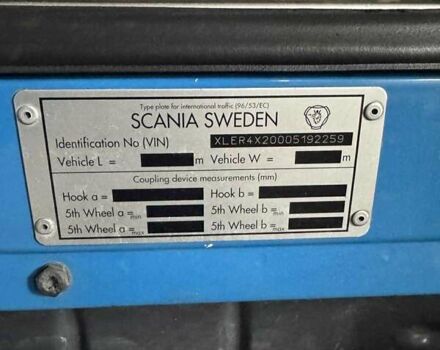 Type plate for international traffic (96/53/EC)
SCANIA SWEDEN
Identification No (VIN) XLER4X20005192259
Vehicle L = m Vehicle W = m
Coupling device measurements (mm)
Hook a = Hook b =
5th Wheel a = min 5th Wheel b = min
5th Wheel a = max 5th Wheel b = max